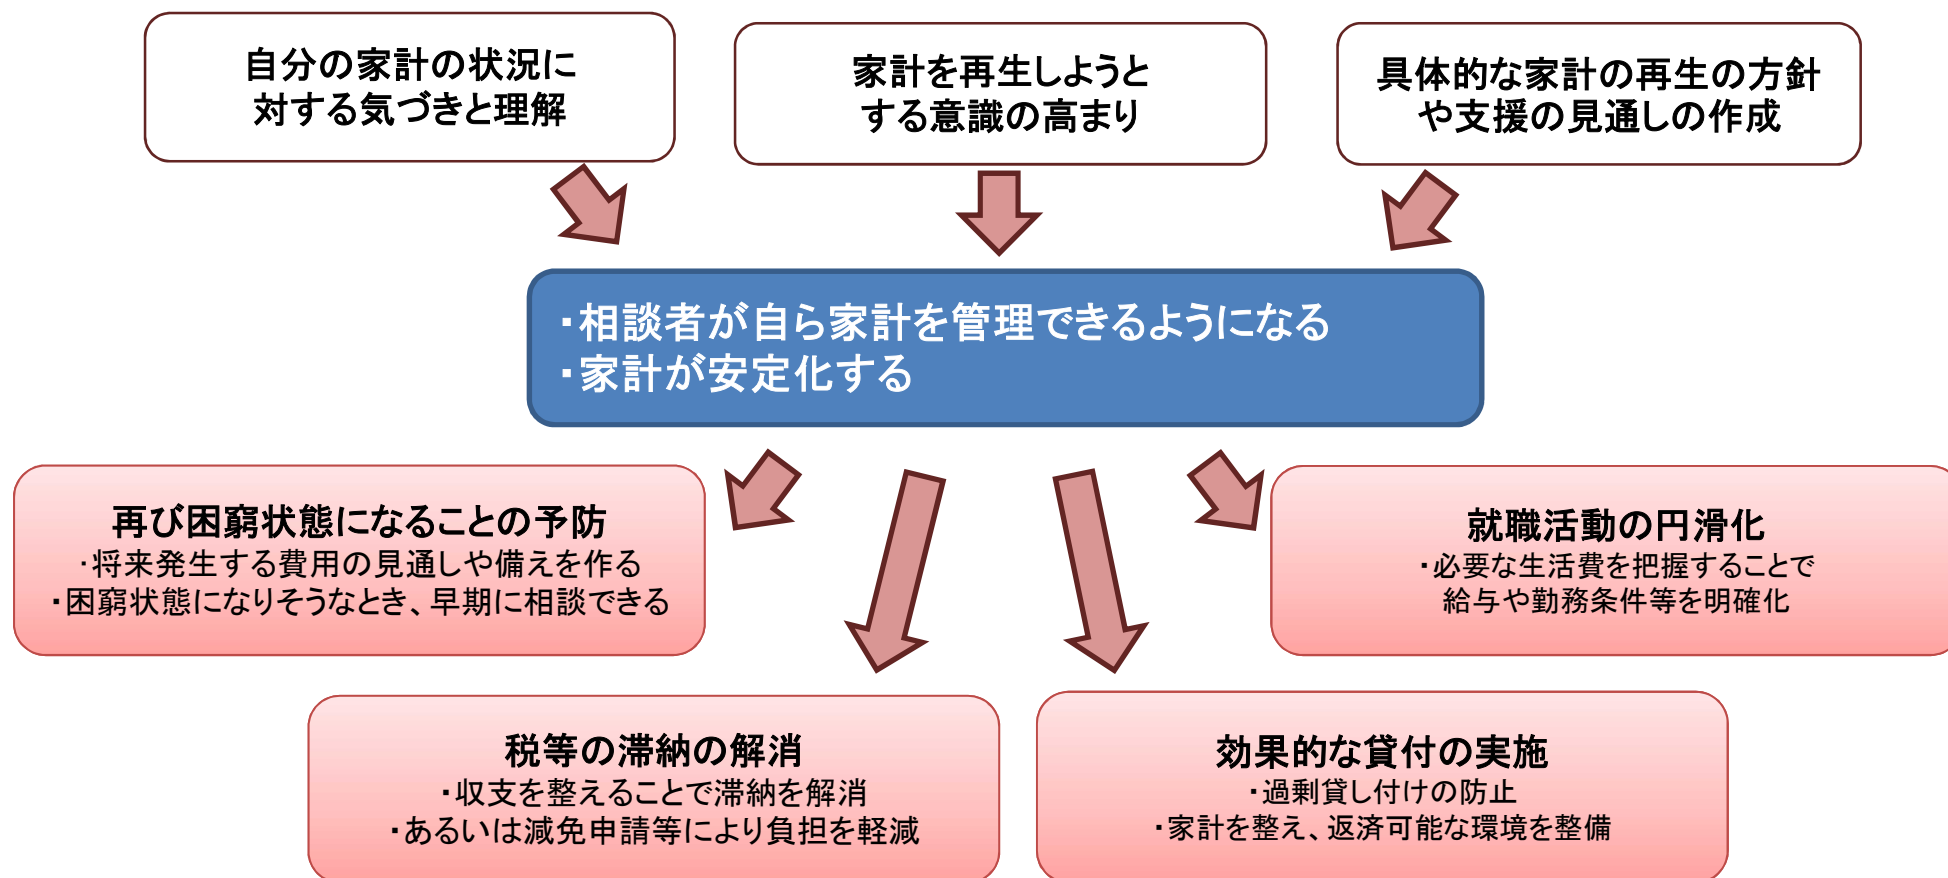 自分の家計の状況に
対する気づきと理解
家計を再生しようと
する意識の高まり
具体的な家計の再生の方針
や支援の見通しの作成
・相談者が自ら家計を管理できるようになる
・家計が安定化する
再び困窮状態になることの予防
・将来発生する費用の見通しや備えを作る
・困窮状態になりそうなとき、早期に相談できる
就職活動の円滑化
・必要な生活費を把握することで
給与や勤務条件等を明確化
税等の滞納の解消
・収支を整えることで滞納を解消
・あるいは減免申請等により負担を軽減
効果的な貸付の実施
・過剰貸し付けの防止
・家計を整え、返済可能な環境を整備